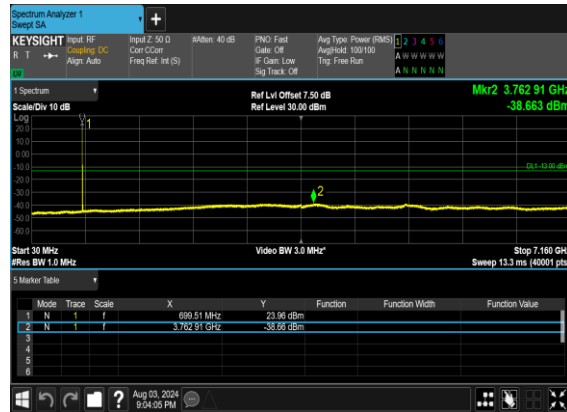 Spectrum Analyzer 1
Swept SA
+
KEYSIGHT Input: RF Input Z: 50 Ω #Atten: 40 dB PNO: Fast Avg Type: Power (RMS) 1 2 3 4 5 6
R T Coupling: DC Corr CCorr Gate: Off Avg|Hold: 100/100 A W W W W W
Align: Auto Freq Ref: Int (S) IF Gain: Low Trig: Free Run
Sig Track: Off A N N N N N
1 Spectrum Ref Lvl Offset 7.50 dB Mkr2 3.762 91 GHz
Scale/Div 10 dB Ref Level 30.00 dBm -38.663 dBm
Log
1
20.0
10.0
0.00
-10.0 DL1 -13.00 dBm
-20.0
-30.0
2
-40.0
-50.0
-60.0
Start 30 MHz Video BW 3.0 MHz* Stop 7.160 GHz
#Res BW 1.0 MHz Sweep 13.3 ms (40001 pts)
5 Marker Table
Mode Trace Scale X Y Function Function Width Function Value
1 N 1 f 699.51 MHz 23.96 dBm
2 N 1 f 3.762 91 GHz -38.66 dBm
3
4
5
6
? Aug 03, 2024
9:04:05 PM